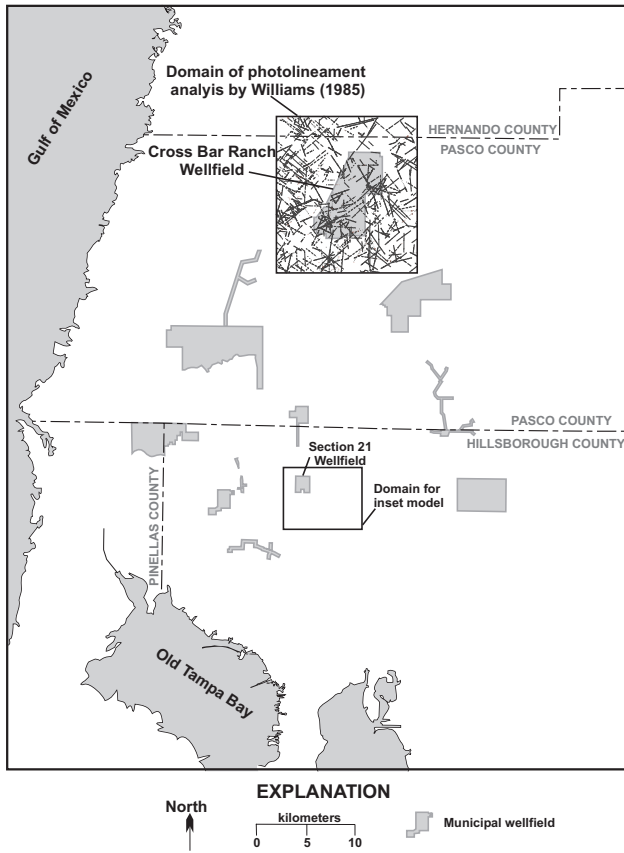 Gulf of Mexico
Domain of photolineament
analyis by Williams (1985)
HERNANDO COUNTY
PASCO COUNTY
Cross Bar Ranch
Wellfield
PASCO COUNTY
HILLSBOROUGH COUNTY
Section 21
Wellfield
Domain for
inset model
PINELLAS COUNTY
Old Tampa Bay
EXPLANATION
North
kilometers
0 5 10
Municipal wellfield